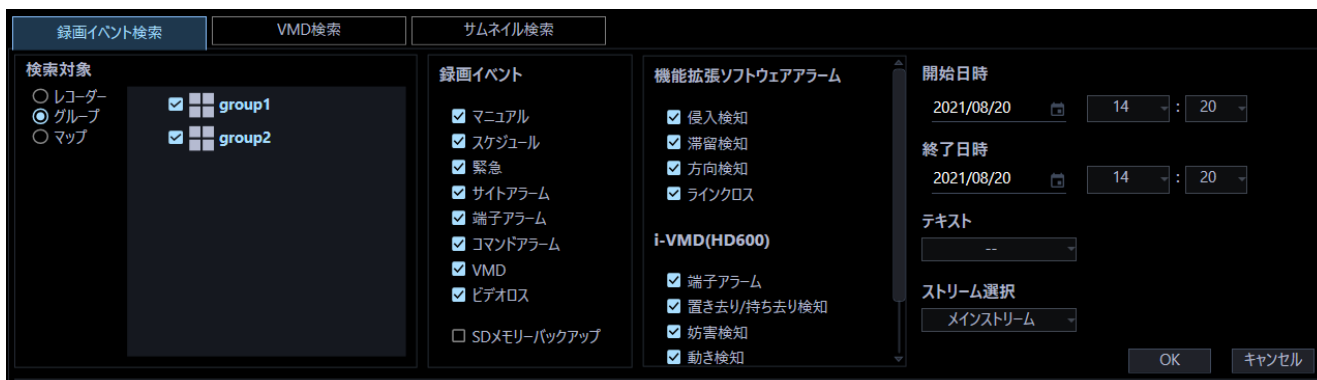 録画イベント検索
VMD検索
サムネイル検索
検索対象
レコーダー
グループ
マップ
group1
group2
録画イベント
マニュアル
スケジュール
緊急
サイトアラーム
端子アラーム
コマンドアラーム
VMD
ビデオロス
SDメモリーバックアップ
機能拡張ソフトウェアアラーム
侵入検知
滞留検知
方向検知
ラインクロス
i-VMD(HD600)
端子アラーム
置き去り/持ち去り検知
妨害検知
動き検知
開始日時
2021/08/20 14 : 20
終了日時
2021/08/20 14 : 20
テキスト
--
ストリーム選択
メインストリーム
OK キャンセル